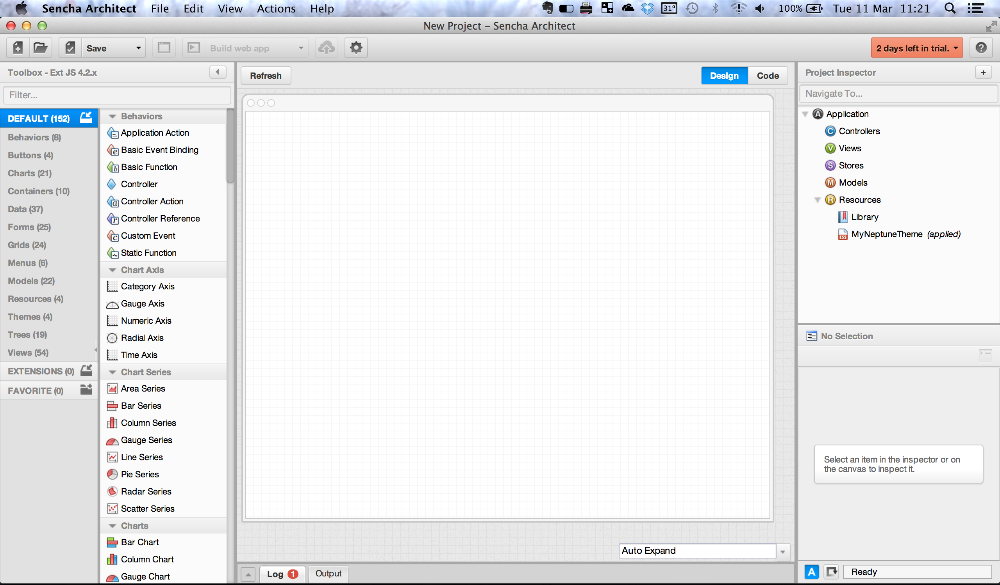 Sencha Architect File Edit View Actions Help 31° 100% Tue 11 Mar 11:21
New Project – Sencha Architect
Save Build web app 2 days left in trial. ?
Toolbox - Ext JS 4.2.x
Filter...
DEFAULT (152)
Behaviors (8)
Buttons (4)
Charts (21)
Containers (10)
Data (37)
Forms (25)
Grids (24)
Menus (6)
Models (22)
Resources (4)
Themes (4)
Trees (19)
Views (54)
EXTENSIONS (0)
FAVORITE (0)
Behaviors
Application Action
Basic Event Binding
Basic Function
Controller
Controller Action
Controller Reference
Custom Event
Static Function
Chart Axis
Category Axis
Gauge Axis
Numeric Axis
Radial Axis
Time Axis
Chart Series
Area Series
Bar Series
Column Series
Gauge Series
Line Series
Pie Series
Radar Series
Scatter Series
Charts
Bar Chart
Column Chart
Gauge Chart
Refresh
Design Code
Auto Expand
Log 1 Output
Project Inspector +
Navigate To...
A Application
C Controllers
V Views
S Stores
M Models
R Resources
Library
css MyNeptuneTheme (applied)
No Selection
Select an item in the inspector or on
the canvas to inspect it.
A Ready